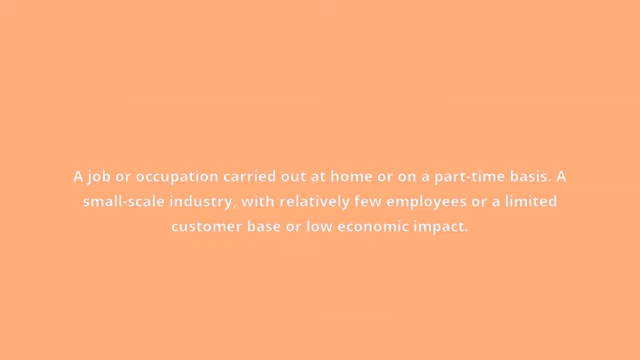 A job or occupation carried out at home or on a part-time basis. A
small-scale industry, with relatively few employees or a limited
customer base or low economic impact.